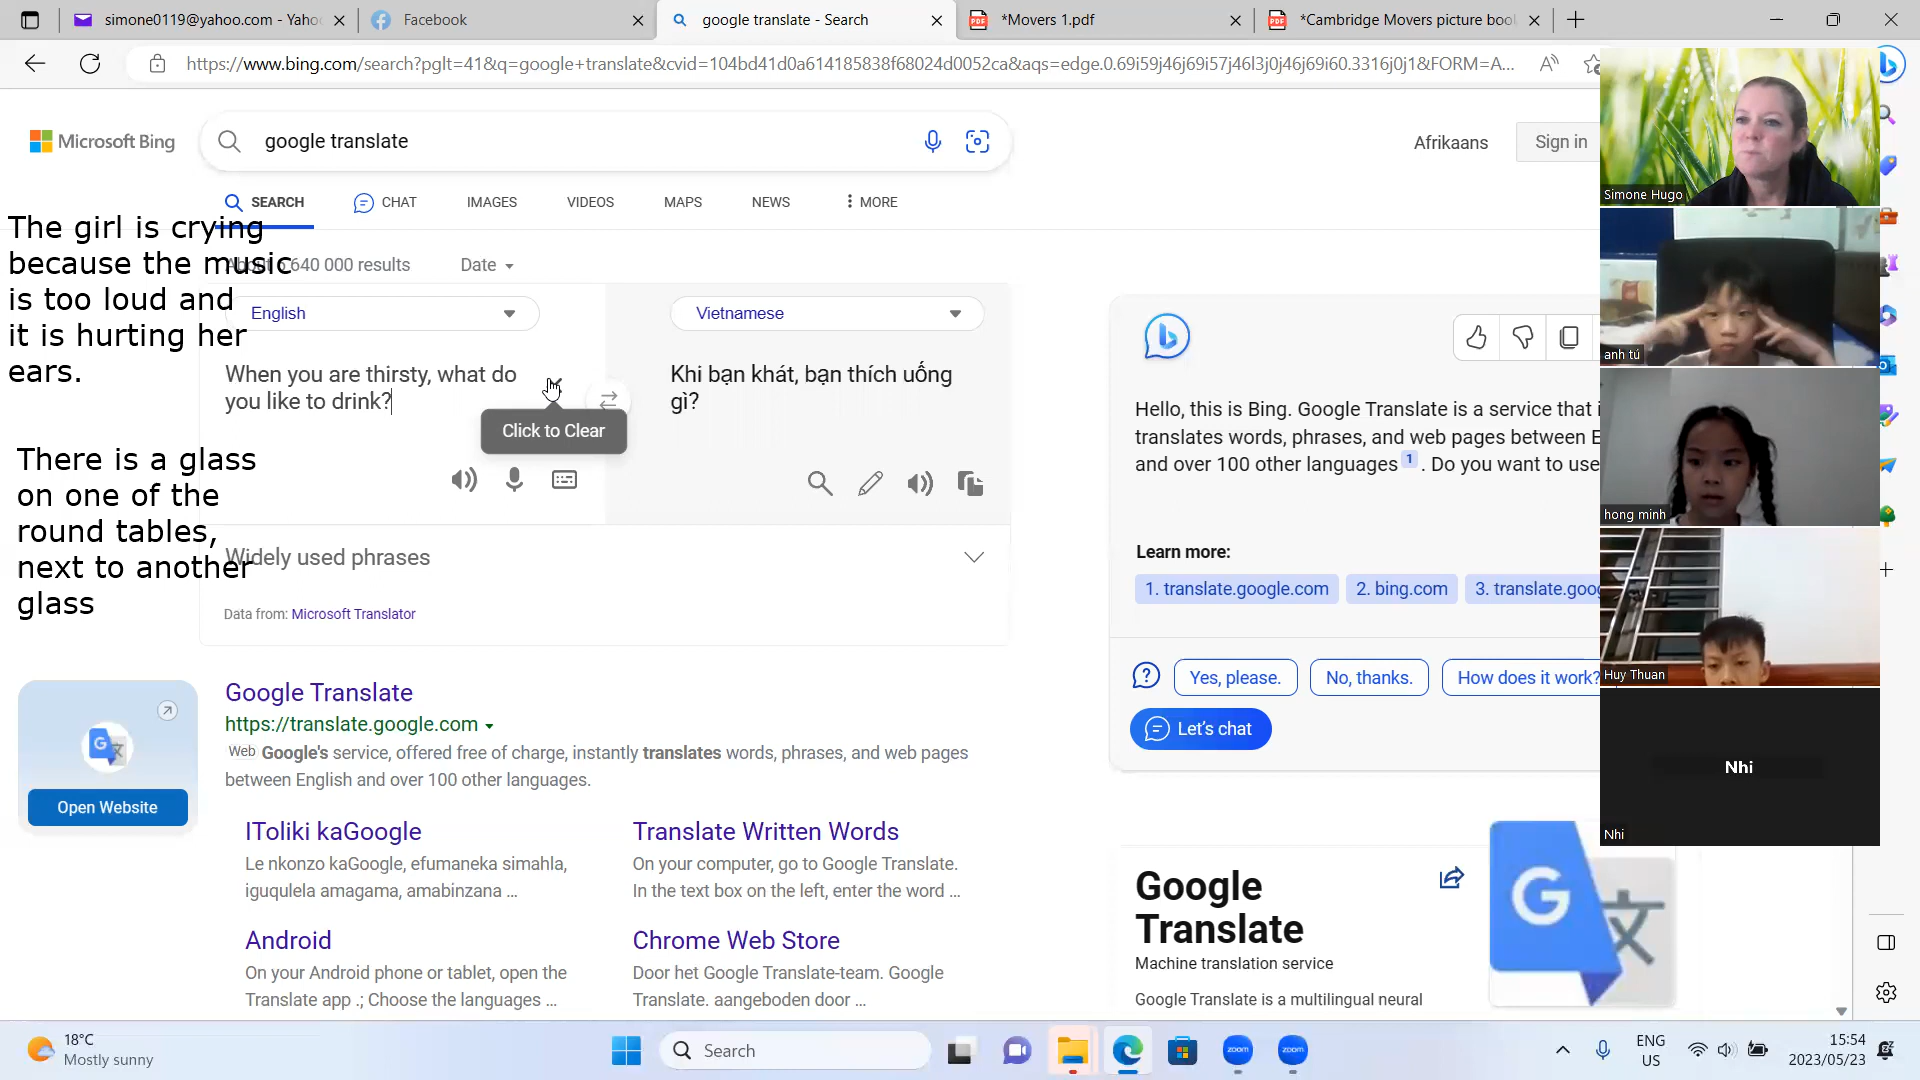 simone0119@yahoo.com - Yaho
Facebook
google translate - Search
*Movers 1.pdf
*Cambridge Movers picture boo
https://www.bing.com/search?pglt=41&q=google+translate&cvid=104bd41d0a614185838f68024d0052ca&aqs=edge.0.69i59j46j69i57j46l3j0j46j69i60.3316j0j1&FORM=A...
Microsoft Bing
google translate
Afrikaans
Sign in
SEARCH
CHAT
IMAGES
VIDEOS
MAPS
NEWS
MORE
The girl is crying
because the music
is too loud and
it is hurting her
ears.
There is a glass
on one of the
round tables,
next to another
glass
640 000 results
Date
English
Vietnamese
When you are thirsty, what do
you like to drink?
Khi bạn khát, bạn thích uống
gì?
Click to Clear
Widely used phrases
Data from: Microsoft Translator
Google Translate
https://translate.google.com
Web Google's service, offered free of charge, instantly translates words, phrases, and web pages
between English and over 100 other languages.
Open Website
IToliki kaGoogle
Le nkonzo kaGoogle, efumaneka simahla,
iguqulela amagama, amabinzana ...
Translate Written Words
On your computer, go to Google Translate.
In the text box on the left, enter the word ...
Android
On your Android phone or tablet, open the
Translate app .; Choose the languages ...
Chrome Web Store
Door het Google Translate-team. Google
Translate. aangeboden door ...
Hello, this is Bing. Google Translate is a service that i
translates words, phrases, and web pages between E
and over 100 other languages 1 . Do you want to use
Learn more:
1. translate.google.com
2. bing.com
3. translate.goog
Yes, please.
No, thanks.
How does it work?
Let's chat
Google
Translate
Machine translation service
Google Translate is a multilingual neural
Simone Hugo
anh tú
hong minh
Huy Thuan
Nhi
Nhi
18°C
Mostly sunny
Search
zoom
zoom
ENG
US
15:54
2023/05/23